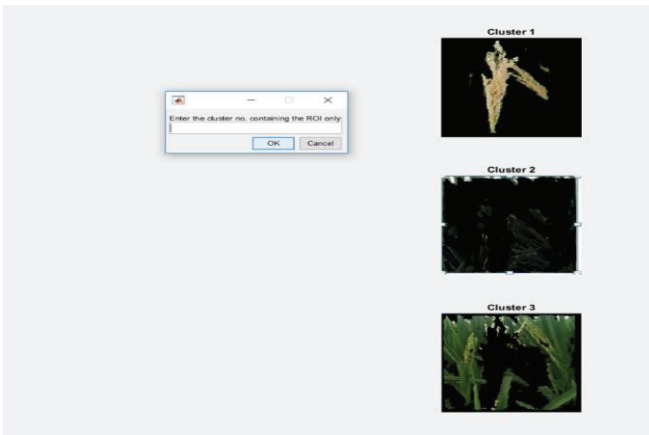 Cluster 1
Enter the cluster no. containing the ROI only
OK Cancel
Cluster 2
Cluster 3